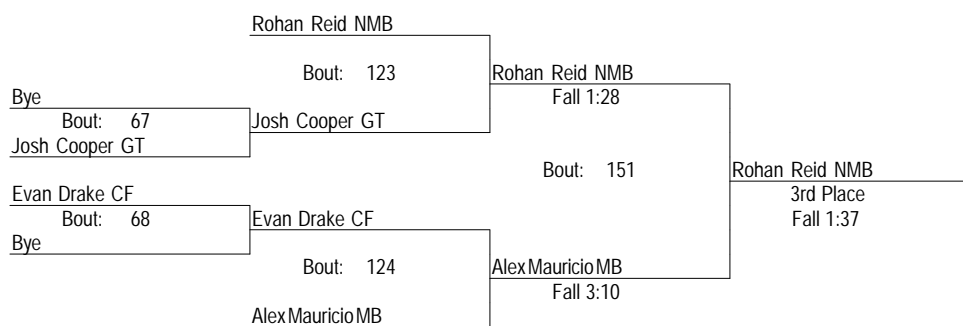 Rohan Reid NMB
Bout: 123
Rohan Reid NMB
Fall 1:28
Bye
Bout: 67
Josh Cooper GT
Josh Cooper GT
Bout: 151
Rohan Reid NMB
3rd Place
Fall 1:37
Evan Drake CF
Bout: 68
Evan Drake CF
Bye
Bout: 124
Alex Mauricio MB
Fall 3:10
Alex Mauricio MB